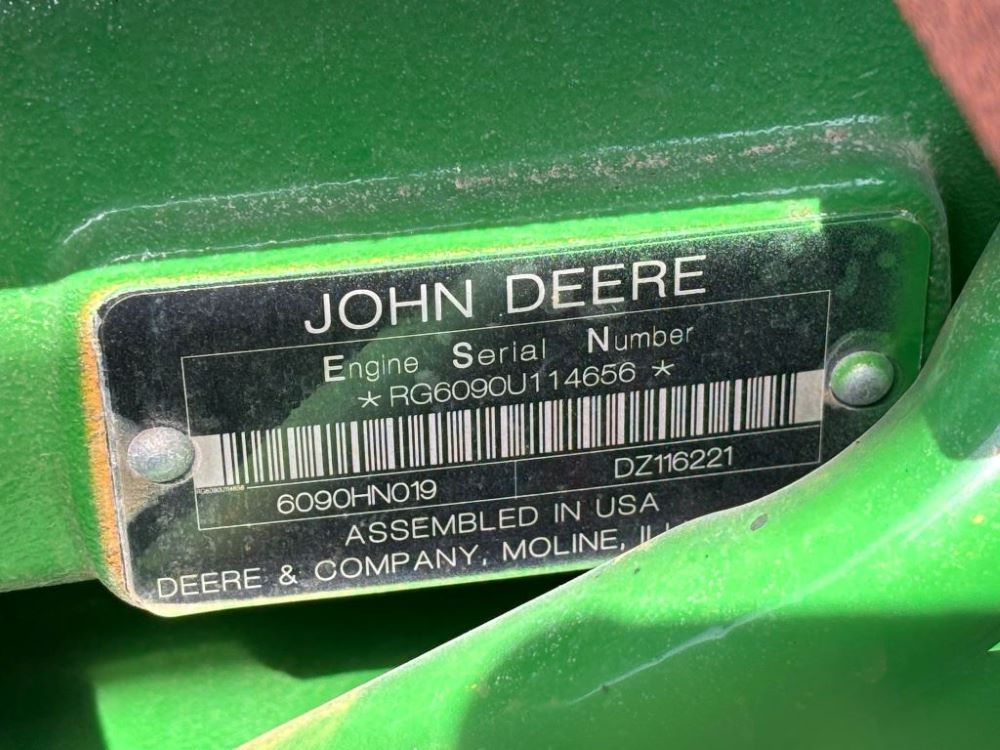 JOHN DEERE
Engine Serial Number
*RG6090U114656*
6090HN019 DZ116221
ASSEMBLED IN USA
DEERE & COMPANY, MOLINE,